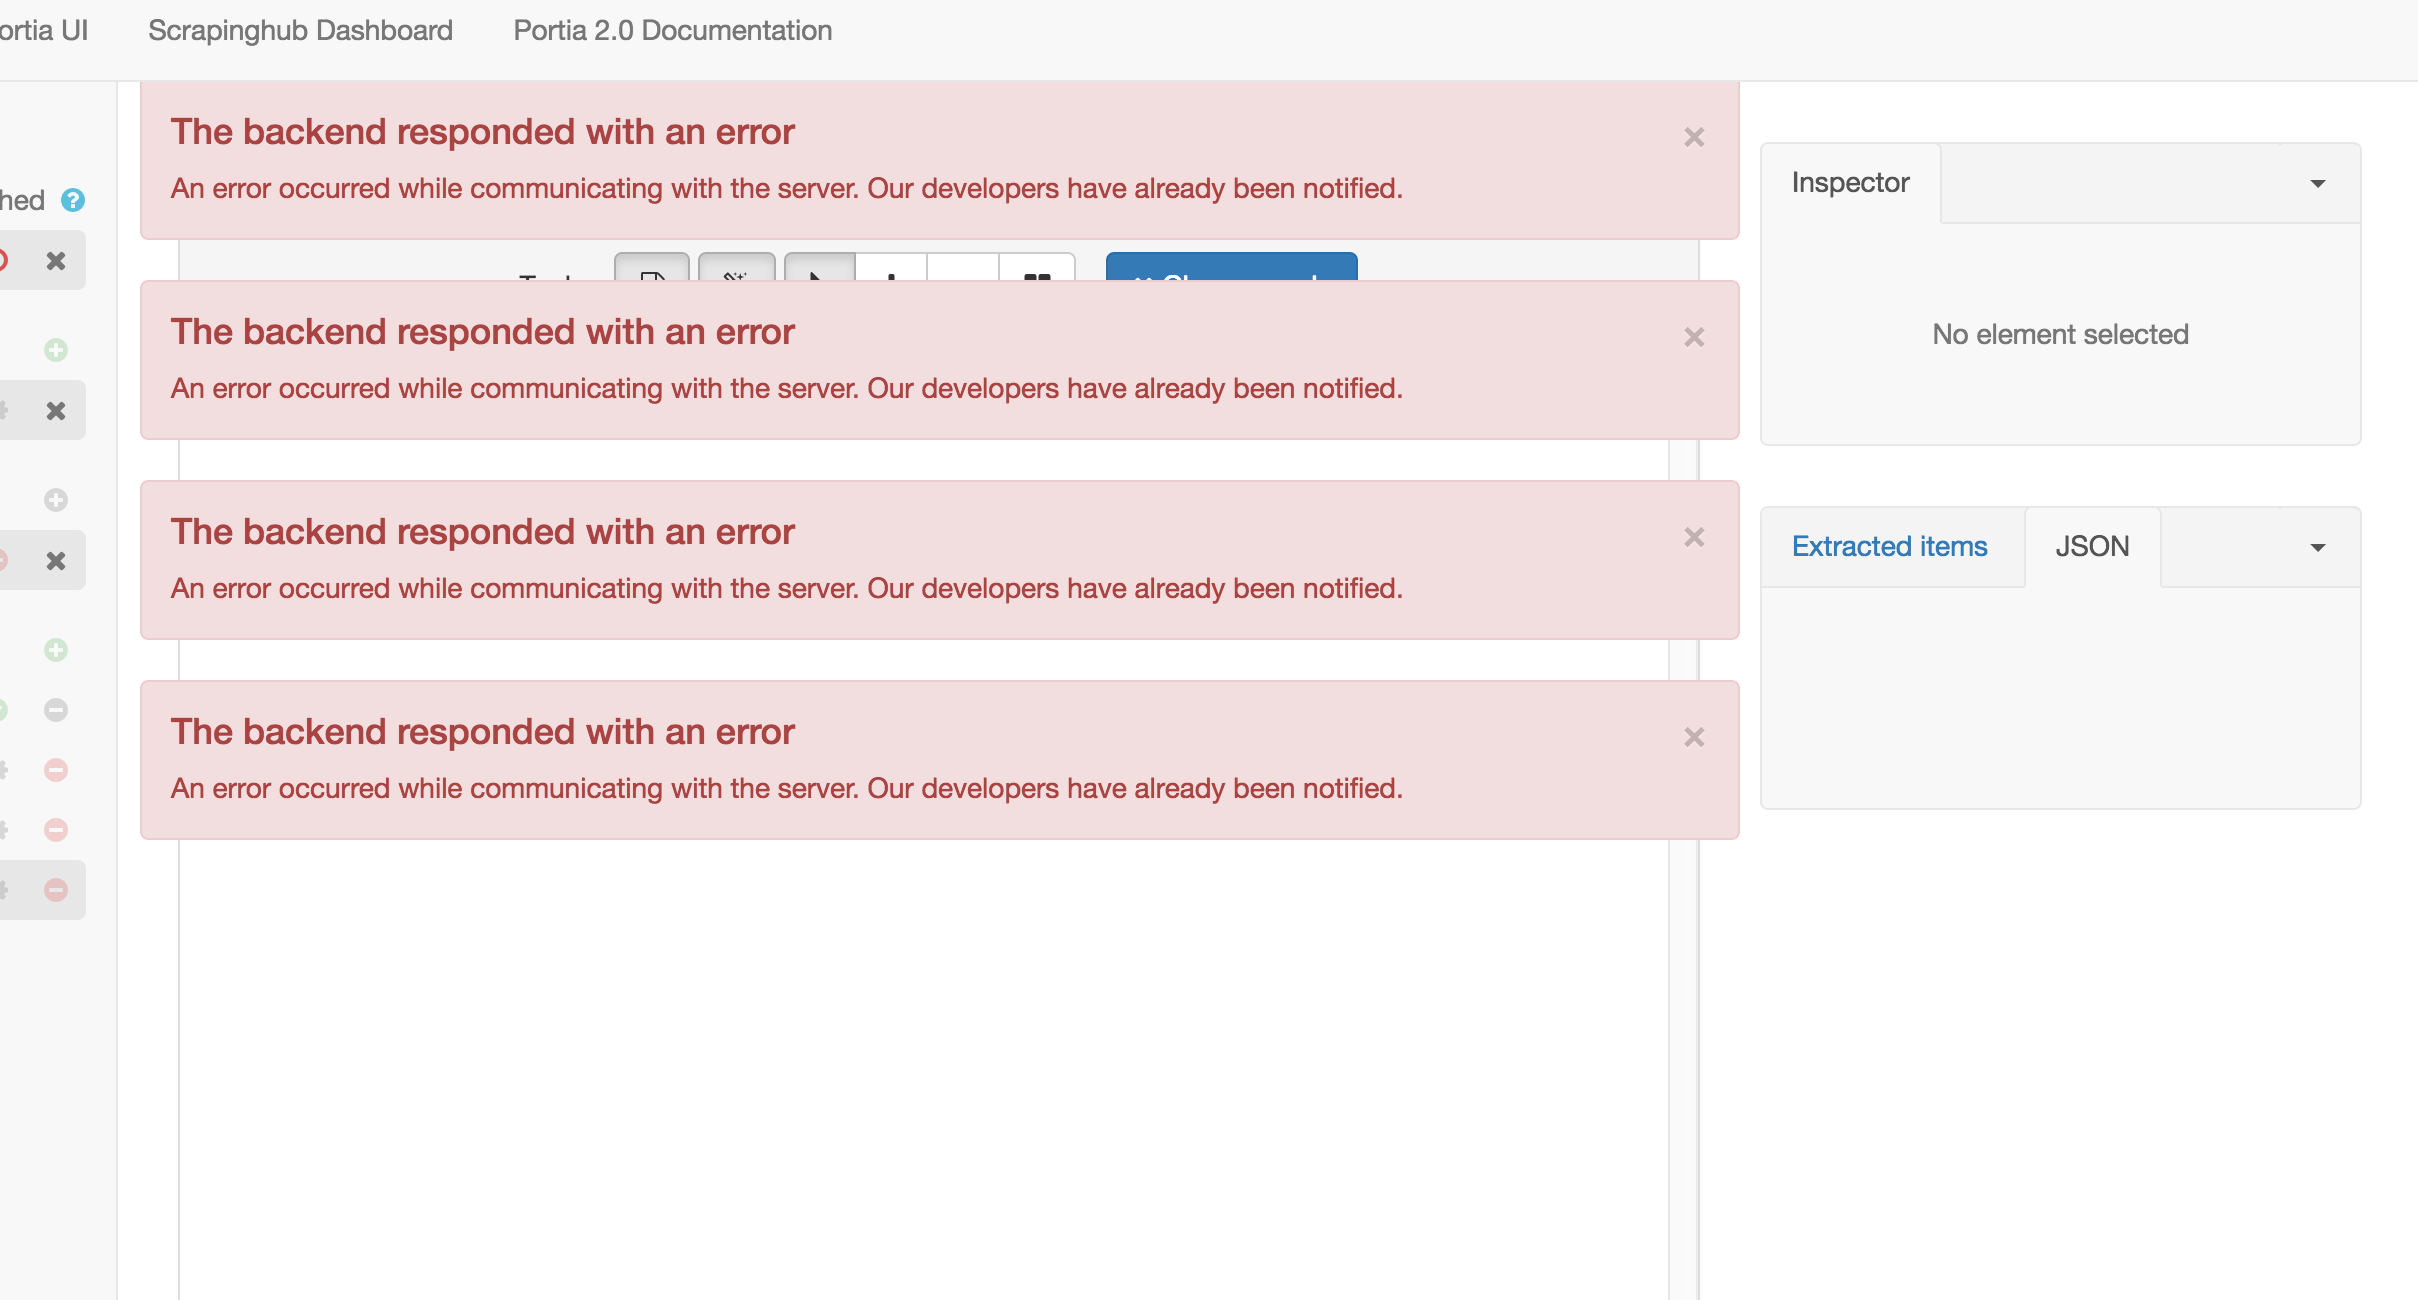 ortia UI Scrapinghub Dashboard Portia 2.0 Documentation
hed ?
The backend responded with an error
An error occurred while communicating with the server. Our developers have already been notified.
The backend responded with an error
An error occurred while communicating with the server. Our developers have already been notified.
The backend responded with an error
An error occurred while communicating with the server. Our developers have already been notified.
The backend responded with an error
An error occurred while communicating with the server. Our developers have already been notified.
Inspector
No element selected
Extracted items JSON